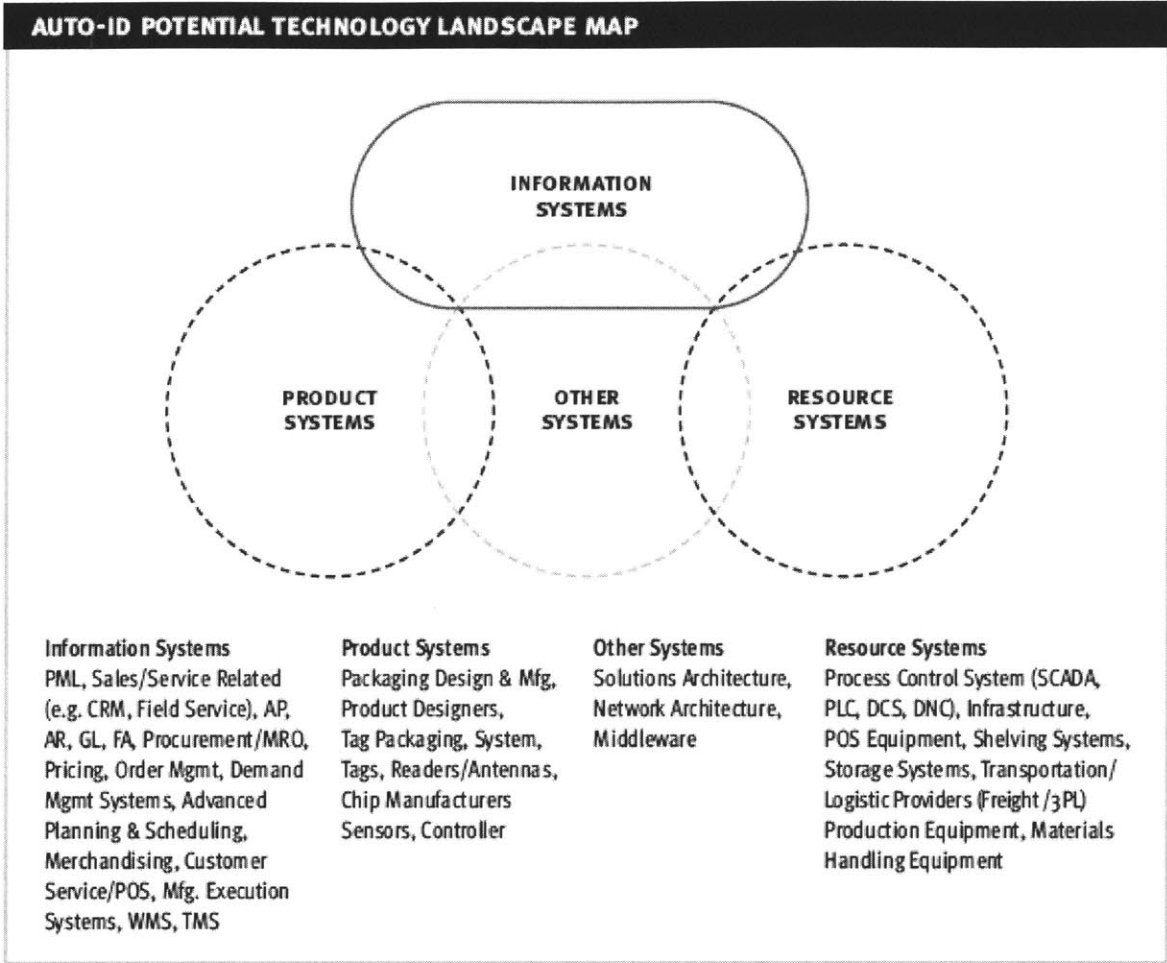 AUTO-ID POTENTIAL TECHNOLOGY LANDSCAPE MAP
INFORMATION
SYSTEMS
PRODUCT
SYSTEMS
OTHER
SYSTEMS
RESOURCE
SYSTEMS
Information Systems
PML, Sales/Service Related
(e.g. CRM, Field Service), AP,
AR, GL, FA, Procurement/MRO,
Pricing, Order Mgmt, Demand
Mgmt Systems, Advanced
Planning & Scheduling,
Merchandising, Customer
Service/POS, Mfg. Execution
Systems, WMS, TMS
Product Systems
Packaging Design & Mfg,
Product Designers,
Tag Packaging, System,
Tags, Readers/Antennas,
Chip Manufacturers
Sensors, Controller
Other Systems
Solutions Architecture,
Network Architecture,
Middleware
Resource Systems
Process Control System (SCADA,
PLC, DCS, DNC), Infrastructure,
POS Equipment, Shelving Systems,
Storage Systems, Transportation/
Logistic Providers (Freight/3PL)
Production Equipment, Materials
Handling Equipment